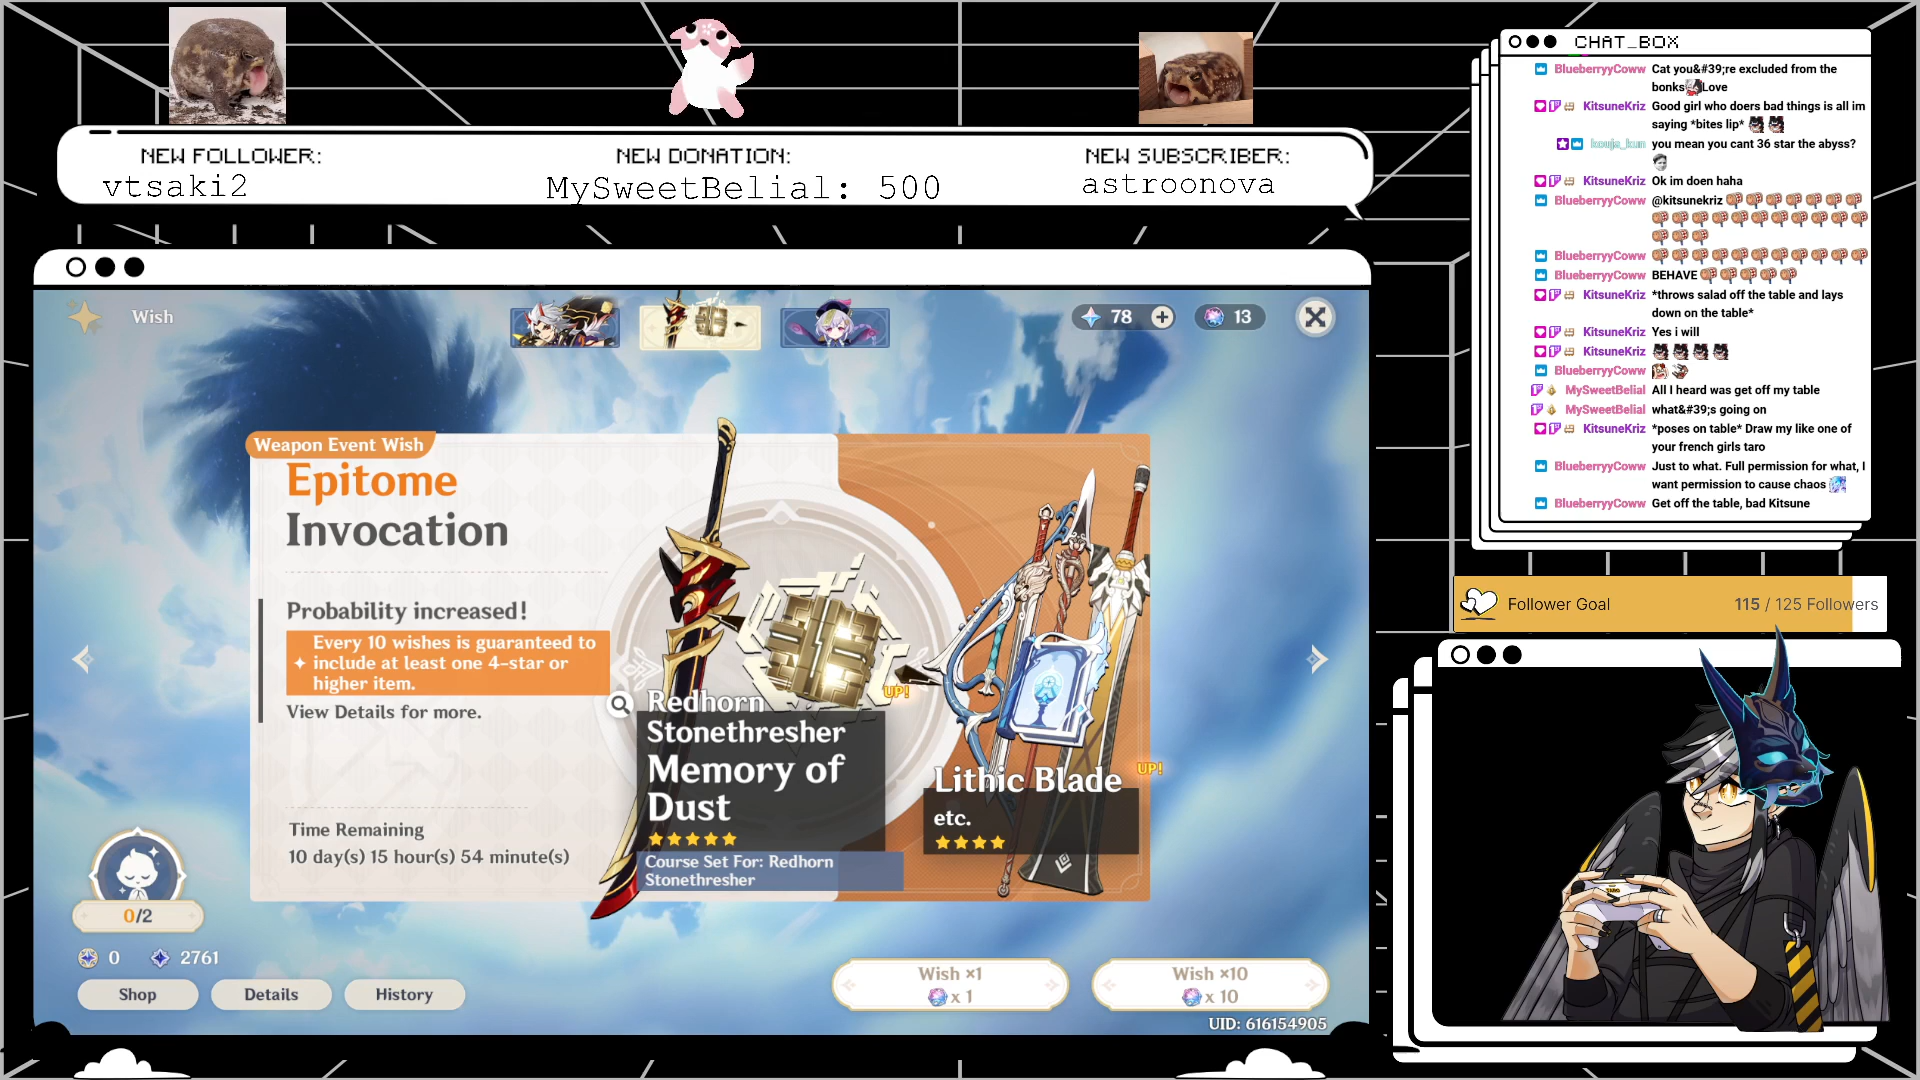 NEW FOLLOWER:
vtsaki2
NEW DONATION:
MySweetBelial: 500
NEW SUBSCRIBER:
astroonova
CHAT_BOX
BlueberryyCoww Cat you&#39;re excluded from the
bonks Love
KitsuneKriz Good girl who doers bad things is all im
saying *bites lip*
kouja_kun you mean you cant 36 star the abyss?
KitsuneKriz Ok im doen haha
BlueberryyCoww @kitsunekriz
BlueberryyCoww
BlueberryyCoww BEHAVE
KitsuneKriz *throws salad off the table and lays
down on the table*
KitsuneKriz Yes i will
KitsuneKriz
BlueberryyCoww
MySweetBelial All I heard was get off my table
MySweetBelial what&#39;s going on
KitsuneKriz *poses on table* Draw my like one of
your french girls taro
BlueberryyCoww Just to what. Full permission for what, I
want permission to cause chaos
BlueberryyCoww Get off the table, bad Kitsune
Follower Goal 115 / 125 Followers
Wish
78
13
Weapon Event Wish
Epitome
Invocation
Probability increased!
Every 10 wishes is guaranteed to
include at least one 4-star or
higher item.
View Details for more.
Time Remaining
10 day(s) 15 hour(s) 54 minute(s)
UP!
Redhorn
Stonethresher
Memory of
Dust
Course Set For: Redhorn
Stonethresher
UP!
Lithic Blade
etc.
0/2
0 2761
Shop Details History
Wish ×1
x 1
Wish ×10
x 10
UID: 616154905